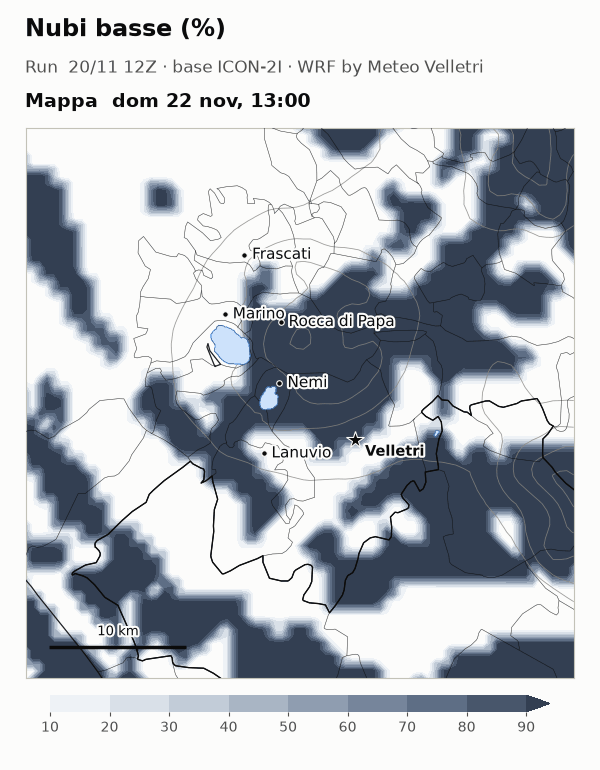 Nubi basse (%)
Run  20/11 12Z · base ICON-2I · WRF by Meteo Velletri
Mappa  dom 22 nov, 13:00
Frascati
Marino
Rocca di Papa
Nemi
Velletri
Lanuvio
10 km
10 20 30 40 50 60 70 80 90